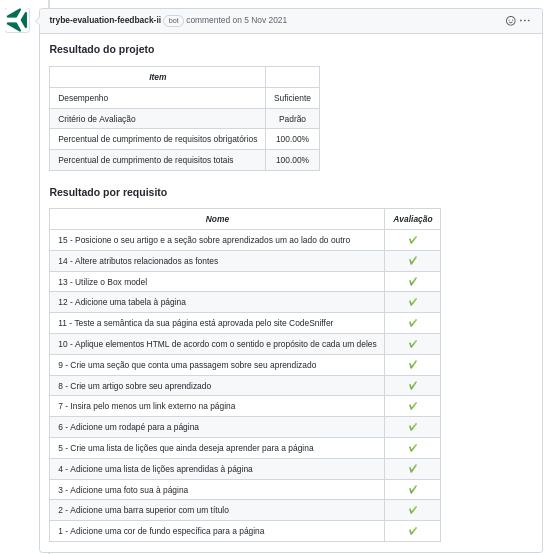 trybe-evaluation-feedback-ii bot commented on 5 Nov 2021
Resultado do projeto
Item
Desempenho Suficiente
Critério de Avaliação Padrão
Percentual de cumprimento de requisitos obrigatórios 100.00%
Percentual de cumprimento de requisitos totais 100.00%
Resultado por requisito
Nome Avaliação
15 - Posicione o seu artigo e a seção sobre aprendizados um ao lado do outro ✔
14 - Altere atributos relacionados as fontes ✔
13 - Utilize o Box model ✔
12 - Adicione uma tabela à página ✔
11 - Teste a semântica da sua página está aprovada pelo site CodeSniffer ✔
10 - Aplique elementos HTML de acordo com o sentido e propósito de cada um deles ✔
9 - Crie uma seção que conta uma passagem sobre seu aprendizado ✔
8 - Crie um artigo sobre seu aprendizado ✔
7 - Insira pelo menos um link externo na página ✔
6 - Adicione um rodapé para a página ✔
5 - Crie uma lista de lições que ainda deseja aprender para a página ✔
4 - Adicione uma lista de lições aprendidas à página ✔
3 - Adicione uma foto sua à página ✔
2 - Adicione uma barra superior com um título ✔
1 - Adicione uma cor de fundo específica para a página ✔